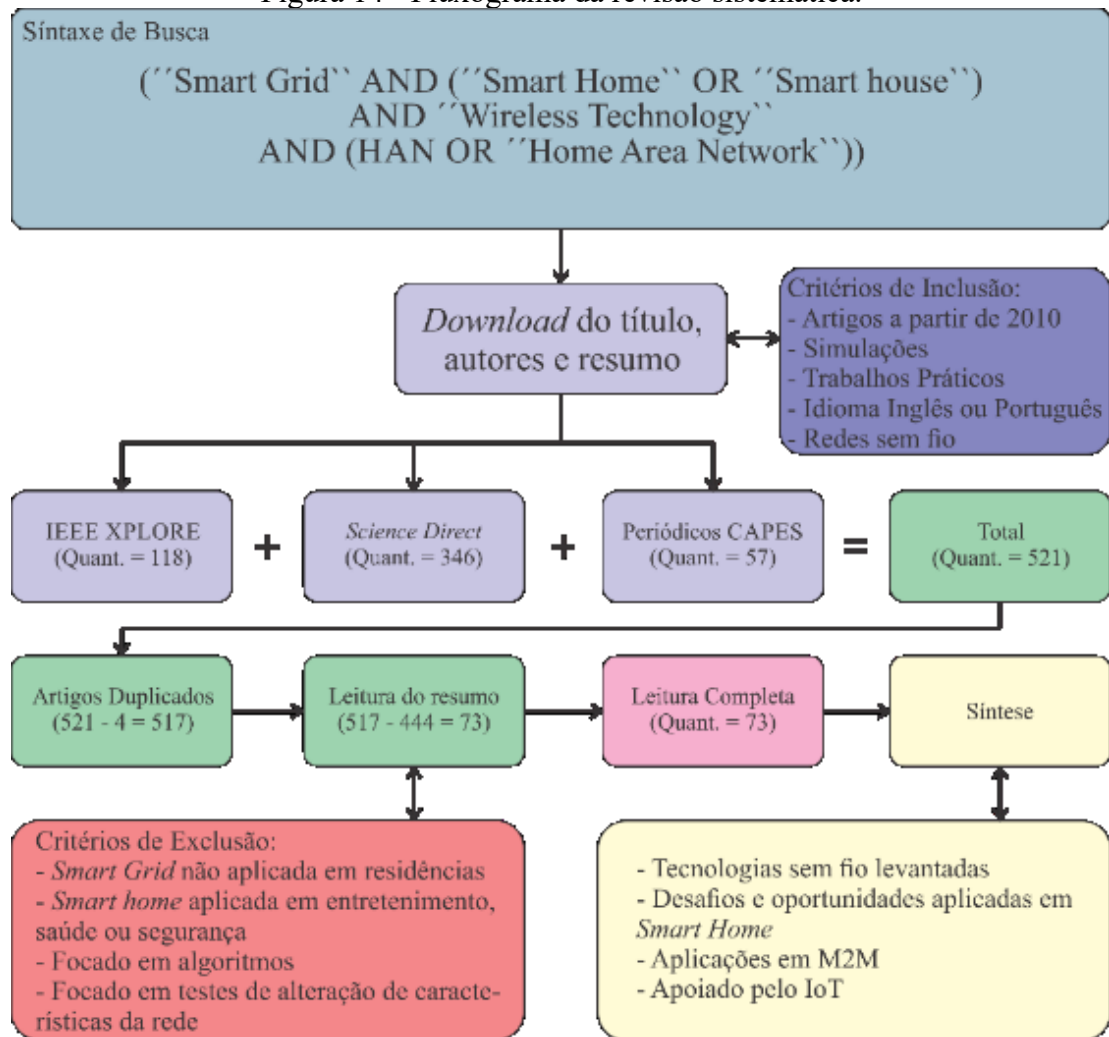 Figura 14 - Fluxograma da revisão sistemática.
Síntaxe de Busca
(´´Smart Grid`` AND (´´Smart Home`` OR ´´Smart house``)
AND ´´Wireless Technology``
AND (HAN OR ´´Home Area Network``))
Download do título,
autores e resumo
Critérios de Inclusão:
- Artigos a partir de 2010
- Simulações
- Trabalhos Práticos
- Idioma Inglês ou Português
- Redes sem fio
IEEE XPLORE
(Quant. = 118)
+
Science Direct
(Quant. = 346)
+
Periódicos CAPES
(Quant. = 57)
=
Total
(Quant. = 521)
Artigos Duplicados
(521 - 4 = 517)
Leitura do resumo
(517 - 444 = 73)
Leitura Completa
(Quant. = 73)
Síntese
Critérios de Exclusão:
- Smart Grid não aplicada em residências
- Smart home aplicada em entretenimento,
saúde ou segurança
- Focado em algoritmos
- Focado em testes de alteração de caracte-
rísticas da rede
- Tecnologias sem fio levantadas
- Desafios e oportunidades aplicadas em
Smart Home
- Aplicações em M2M
- Apoiado pelo IoT